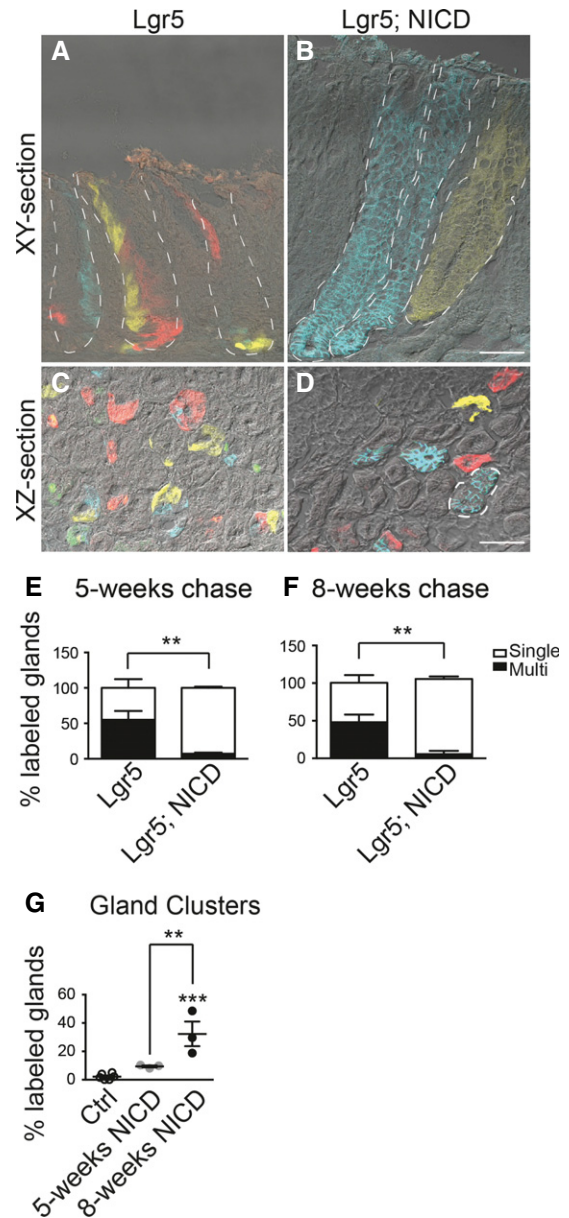 Lgr5 Lgr5; NICD
A B
XY-section
C D
XZ-section
E 5-weeks chase F 8-weeks chase
% labeled glands
150
100
50
0
**
Lgr5
Lgr5; NICD
150
100
50
0
**
Lgr5
Lgr5; NICD
Single
Multi
G Gland Clusters
% labeled glands
60
40
20
0
**
***
Ctrl
5-weeks NICD
8-weeks NICD